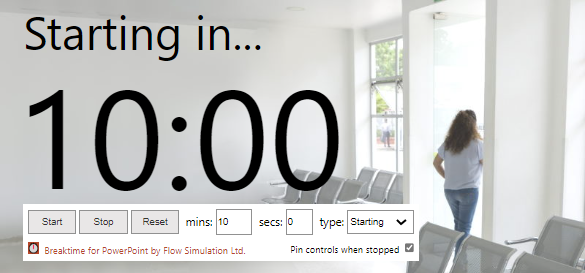 Starting in...
10:00
Start Stop Reset mins: 10 secs: 0 type: Starting
Breaktime for PowerPoint by Flow Simulation Ltd. Pin controls when stopped